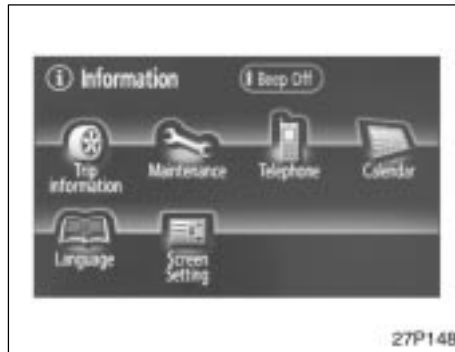 i Information
Beep Off
Trip
information
Maintenance
Telephone
Calendar
Language
Screen
Setting
27P148